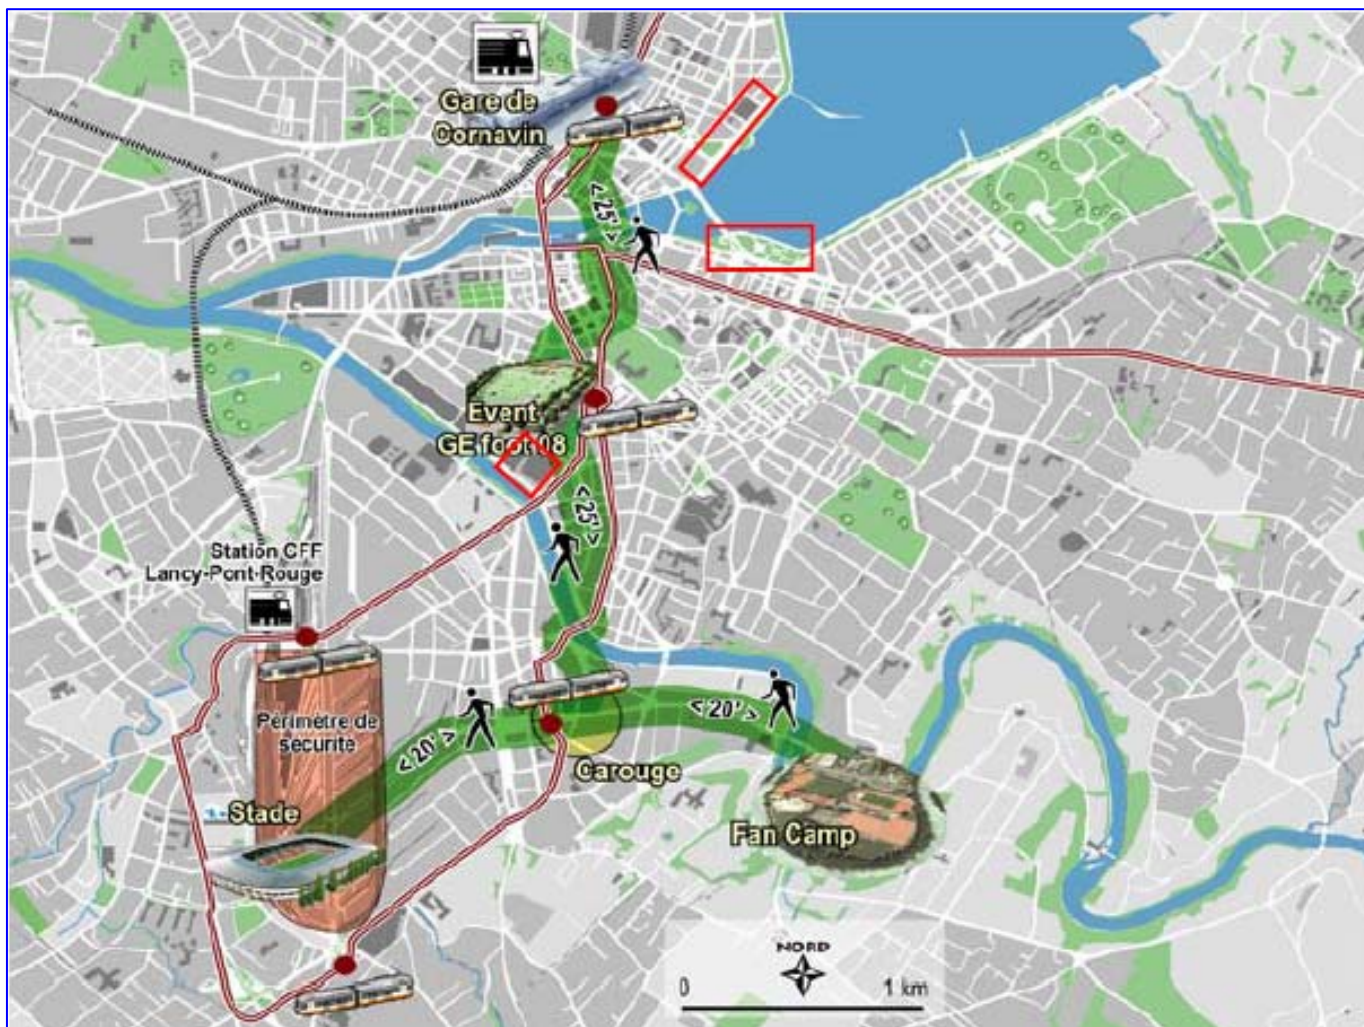 Gare de
Cornavin
< 25' >
Event
GE foot 08
< 25' >
Station CFF
Lancy-Pont-Rouge
Périmètre de
sécurité
< 20' >
< 20' >
Carouge
Stade
Fan Camp
NORD
0 1 km